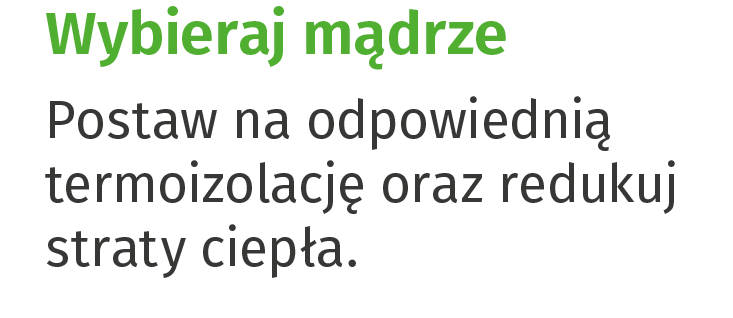 Wybieraj mądrze
Postaw na odpowiednią
termoizolację oraz redukuj
straty ciepła.